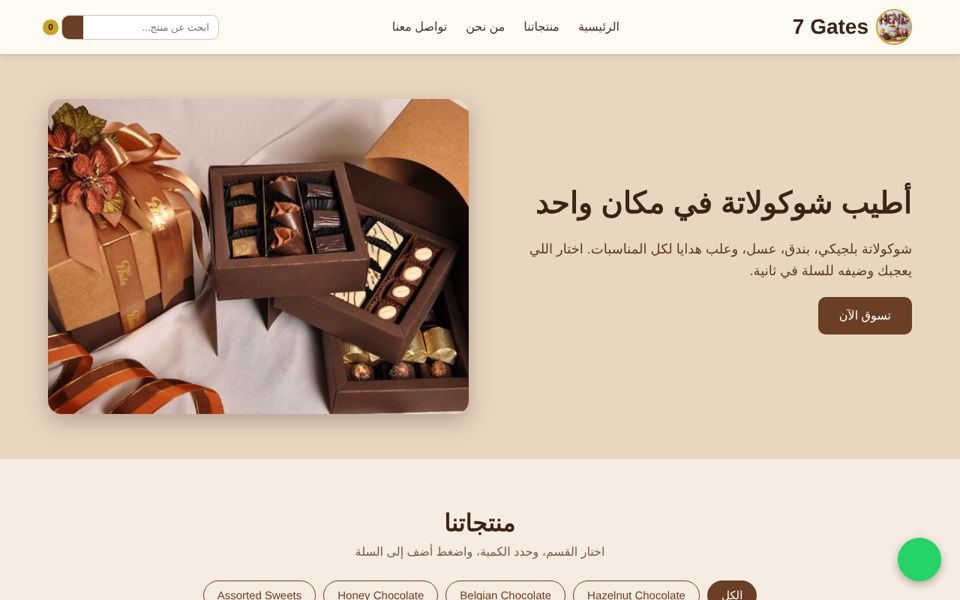 7 Gates
الرئيسية
منتجاتنا
من نحن
تواصل معنا
ابحث عن منتج...
0
أطيب شوكولاتة في مكان واحد
شوكولاتة بلجيكي، بندق، عسل، وعلب هدايا لكل المناسبات. اختار اللي
يعجبك وضيفه للسلة في ثانية.
تسوق الآن
منتجاتنا
اختار القسم، وحدد الكمية، واضغط أضف إلى السلة
الكل
Hazelnut Chocolate
Belgian Chocolate
Honey Chocolate
Assorted Sweets